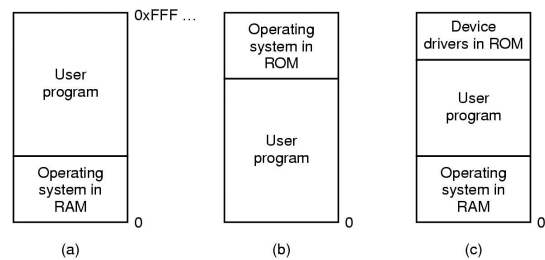 0xFFF ...
User
program
Operating
system in
RAM
0
(a)
Operating
system in
ROM
User
program
0
(b)
Device
drivers in ROM
User
program
Operating
system in
RAM
0
(c)